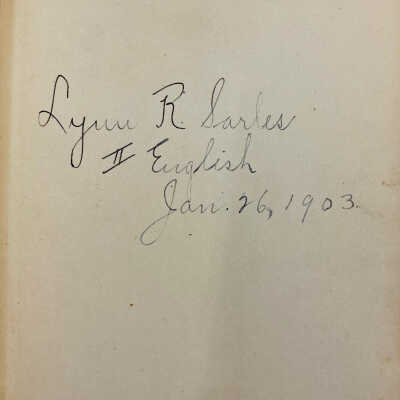 Lynn R. Sarles
II English
Jan. 26, 1903.